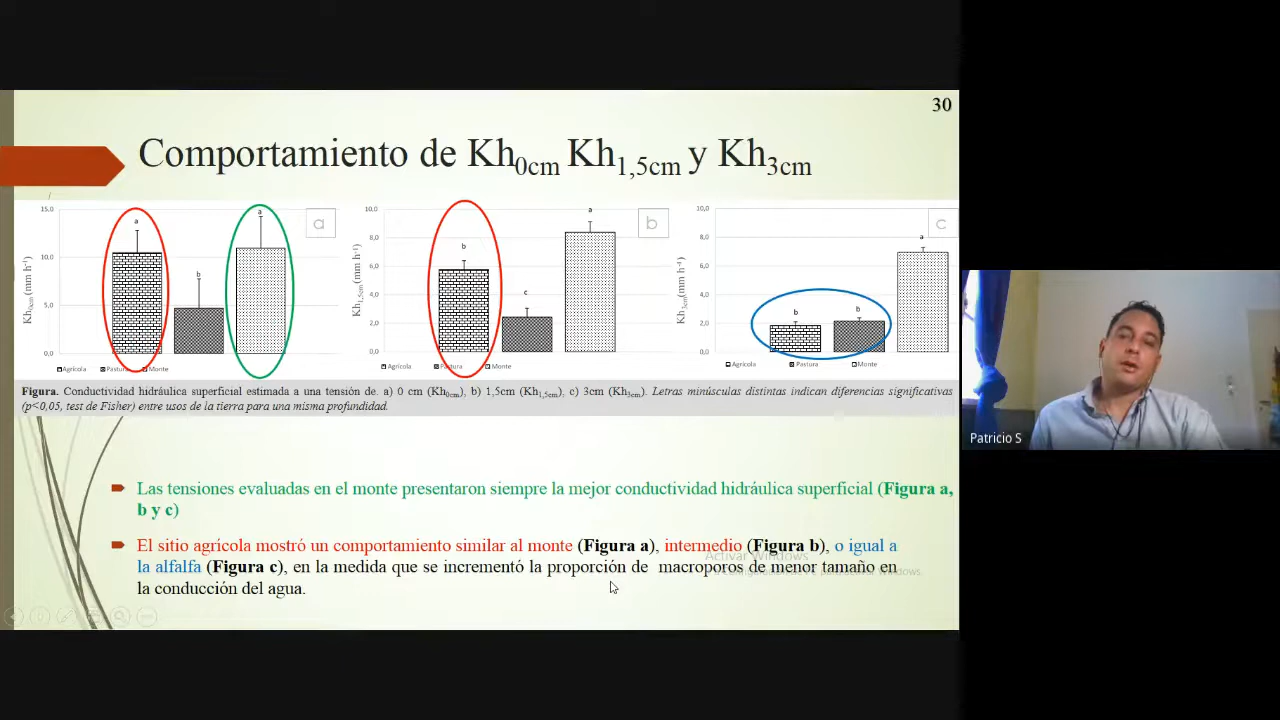 30
Comportamiento de Kh0cm Kh1,5cm y Kh3cm
15,0
10,0
5,0
0,0
Kh0cm (mm h-1)
a
b
a
a
Agrícola Pastura Monte
10,0
8,0
6,0
4,0
2,0
0,0
Kh1,5cm (mm h-1)
b
c
a
b
Agrícola Pastura Monte
10,0
8,0
6,0
4,0
2,0
0,0
Kh3cm (mm h-1)
b
b
a
c
Agrícola Pastura Monte
Figura. Conductividad hidráulica superficial estimada a una tensión de. a) 0 cm (Kh0cm), b) 1,5cm (Kh1,5cm), c) 3cm (Kh3cm). Letras minúsculas distintas indican diferencias significativas
(p<0,05, test de Fisher) entre usos de la tierra para una misma profundidad.
Las tensiones evaluadas en el monte presentaron siempre la mejor conductividad hidráulica superficial (Figura a,
b y c)
El sitio agrícola mostró un comportamiento similar al monte (Figura a), intermedio (Figura b), o igual a
la alfalfa (Figura c), en la medida que se incrementó la proporción de macroporos de menor tamaño en
la conducción del agua.
Activar Windows
Patricio S